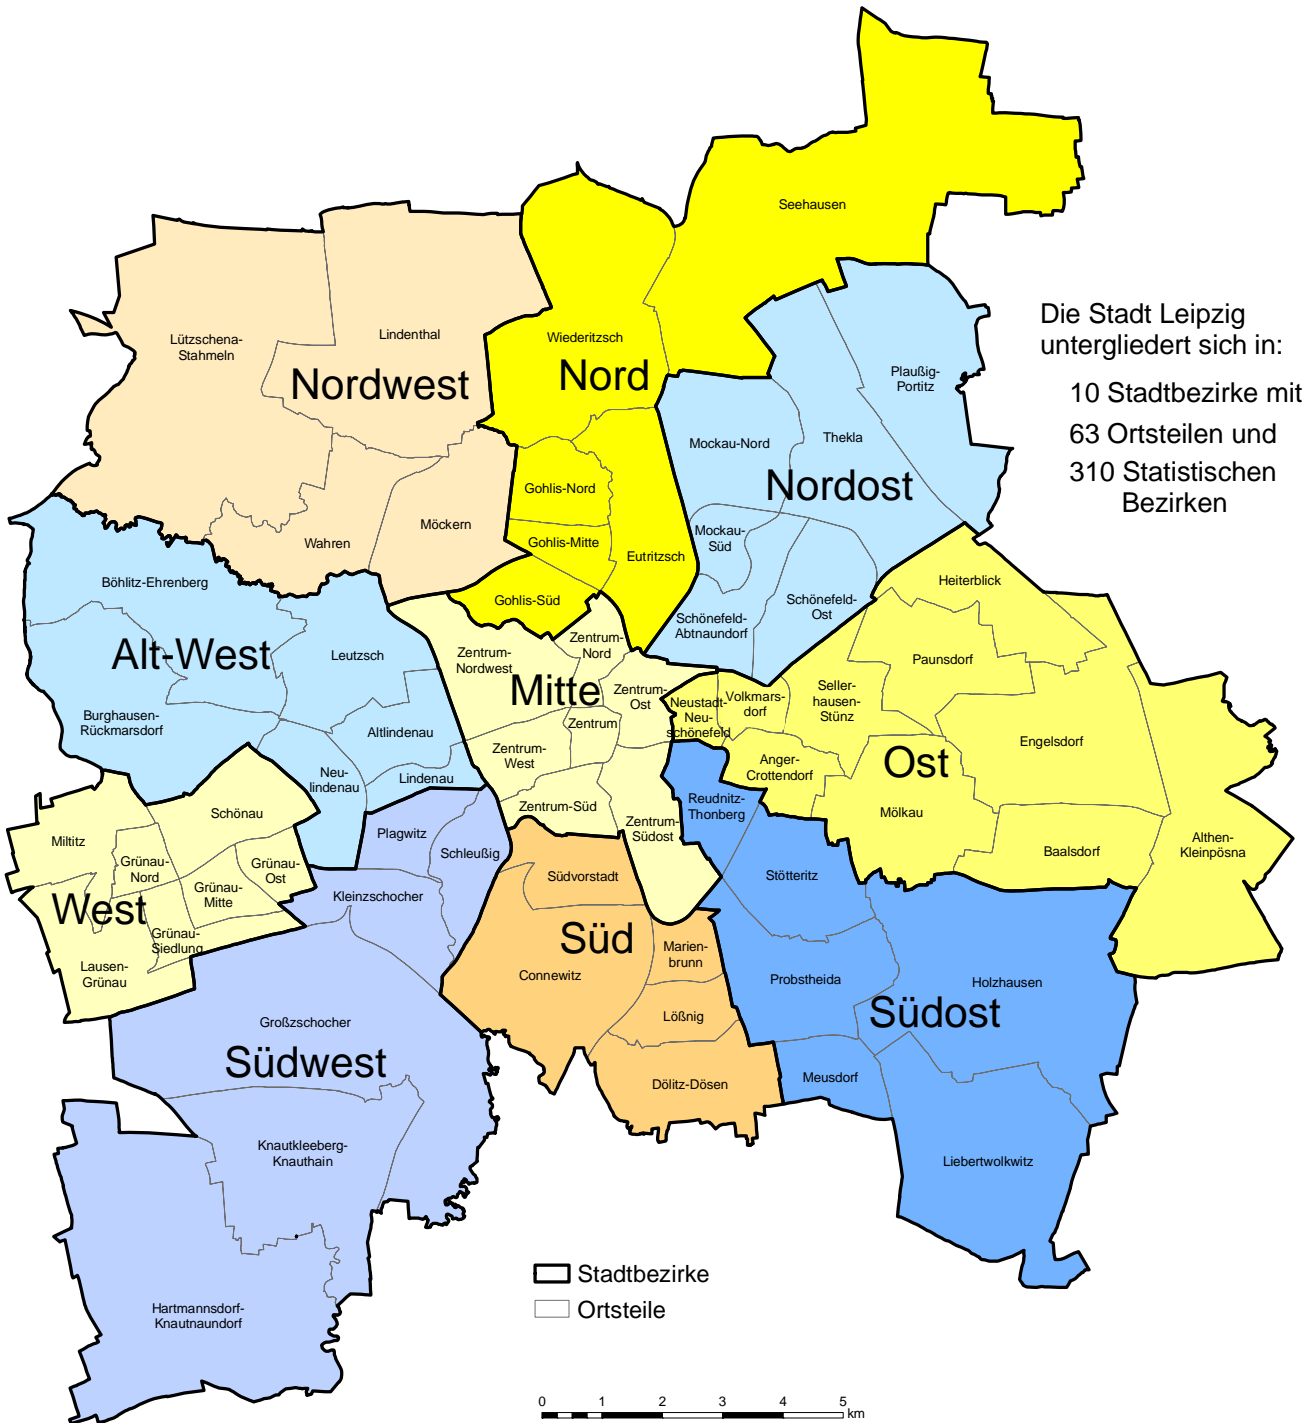 Seehausen
Die Stadt Leipzig
untergliedert sich in:
10 Stadtbezirke mit
63 Ortsteilen und
310 Statistischen
Bezirken
Lützschena-
Stahmeln
Lindenthal
Nordwest
Wahren
Möckern
Wiederitzsch
Nord
Gohlis-Nord
Gohlis-Mitte
Gohlis-Süd
Eutritzsch
Plaußig-
Portitz
Mockau-Nord
Thekla
Nordost
Mockau-
Süd
Schönefeld-
Abtnaundorf
Schönefeld-
Ost
Böhlitz-Ehrenberg
Alt-West
Leutzsch
Burghausen-
Rückmarsdorf
Altlindenau
Neu-
lindenau
Lindenau
Zentrum-
Nordwest
Zentrum-
Nord
Mitte
Zentrum-
Ost
Zentrum
Zentrum-
West
Zentrum-Süd
Zentrum-
Südost
Heiterblick
Paunsdorf
Neustadt-
Neu-
schönefeld
Volkmars-
dorf
Seller-
hausen-
Stünz
Anger-
Crottendorf
Ost
Engelsdorf
Mölkau
Baalsdorf
Althen-
Kleinpösna
Miltitz
Schönau
Grünau-
Nord
Grünau-
Ost
Grünau-
Mitte
West
Grünau-
Siedlung
Lausen-
Grünau
Plagwitz
Schleußig
Kleinzschocher
Großzschocher
Südwest
Knautkleeberg-
Knauthain
Hartmannsdorf-
Knautnaundorf
Südvorstadt
Süd
Connewitz
Marien-
brunn
Lößnig
Dölitz-Dösen
Reudnitz-
Thonberg
Stötteritz
Probstheida
Holzhausen
Südost
Meusdorf
Liebertwolkwitz
Stadtbezirke
Ortsteile
0 1 2 3 4 5
km